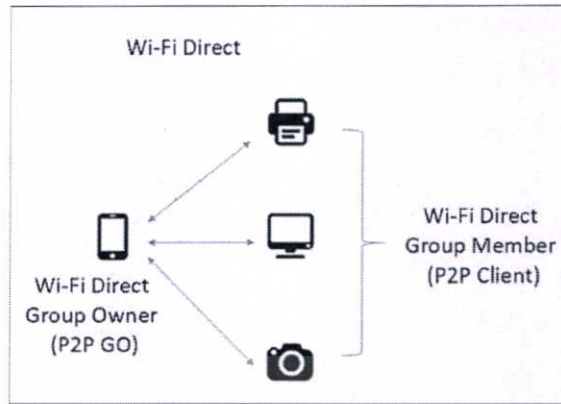 Wi-Fi Direct
Wi-Fi Direct
Group Owner
(P2P GO)
Wi-Fi Direct
Group Member
(P2P Client)